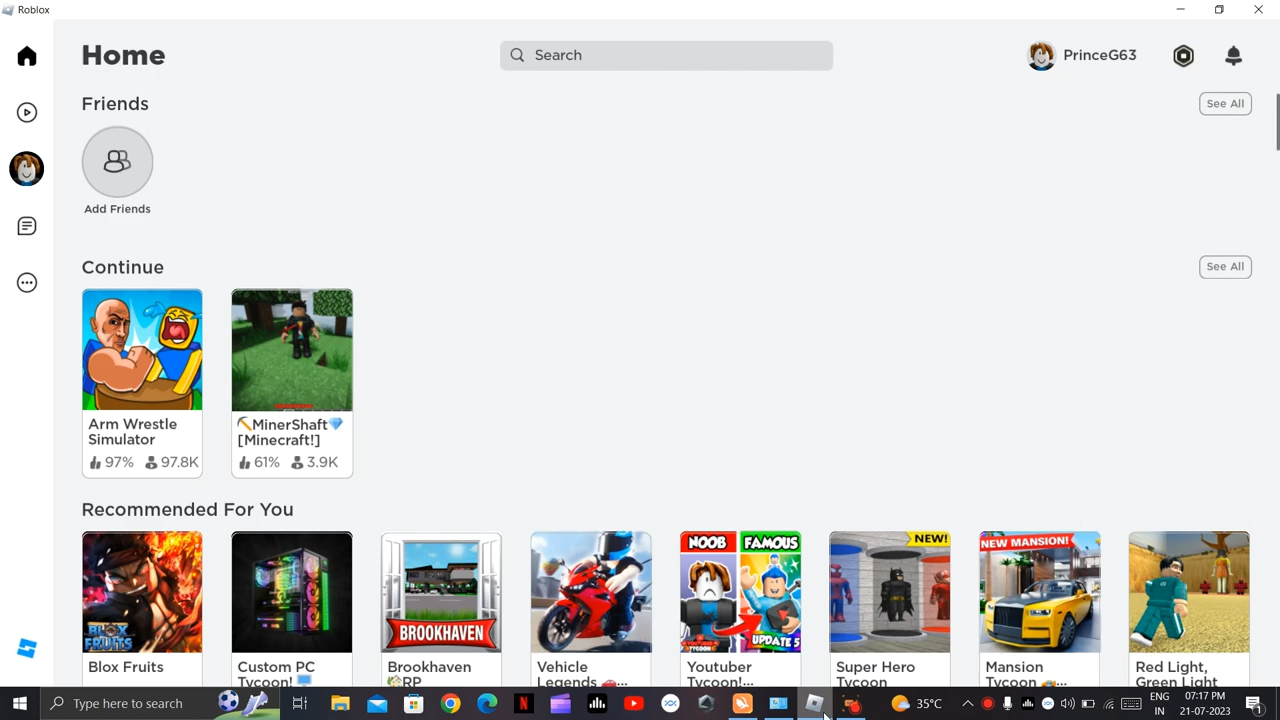 Roblox
Home
Search
PrinceG63
Friends
See All
Add Friends
Continue
See All
Arm Wrestle
Simulator
97% 97.8K
⛏️MinerShaft💎
[Minecraft!]
61% 3.9K
Recommended For You
BLOX
FRUITS
Blox Fruits
Custom PC
Tycoon! 🖥️
BROOKHAVEN
Brookhaven
🏡RP
Vehicle
Legends 🚗...
NOOB FAMOUS
UPDATE 5
Youtuber
Tycoon!...
NEW!
Super Hero
Tycoon
NEW MANSION!
Mansion
Tycoon 🚕...
Red Light,
Green Light
Type here to search
35°C
ENG
IN
07:17 PM
21-07-2023
1